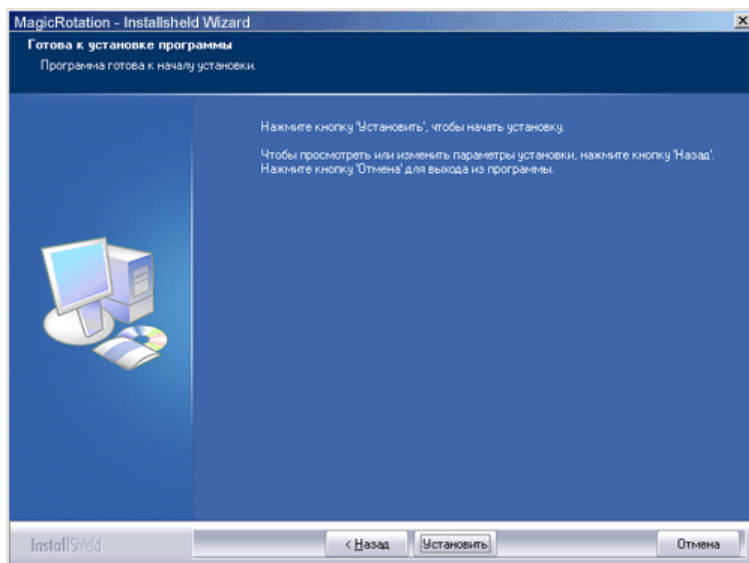 MagicRotation - Installsheld Wizard
Готова к установке программы
Программа готова к началу установки.
Нажмите кнопку 'Установить', чтобы начать установку.
Чтобы просмотреть или изменить параметры установки, нажмите кнопку 'Назад'.
Нажмите кнопку 'Отмена' для выхода из программы.
InstallShield
< Назад
Установить
Отмена